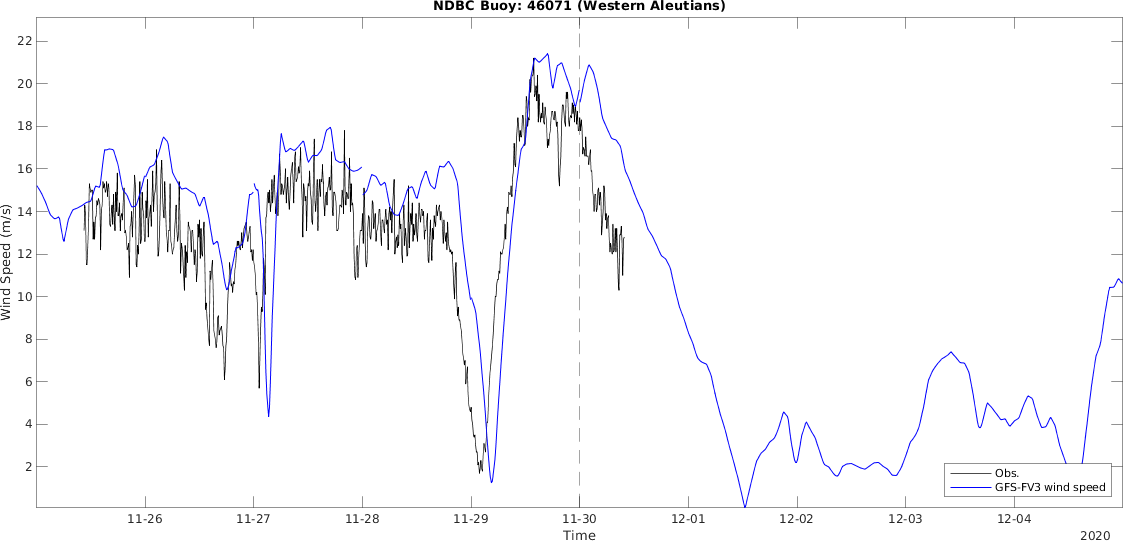 NDBC Buoy: 46071 (Western Aleutians)
22
20
18
16
14
12
10
8
6
4
2
Wind Speed (m/s)
11-26 11-27 11-28 11-29 11-30 12-01 12-02 12-03 12-04
Time
2020
Obs.
GFS-FV3 wind speed